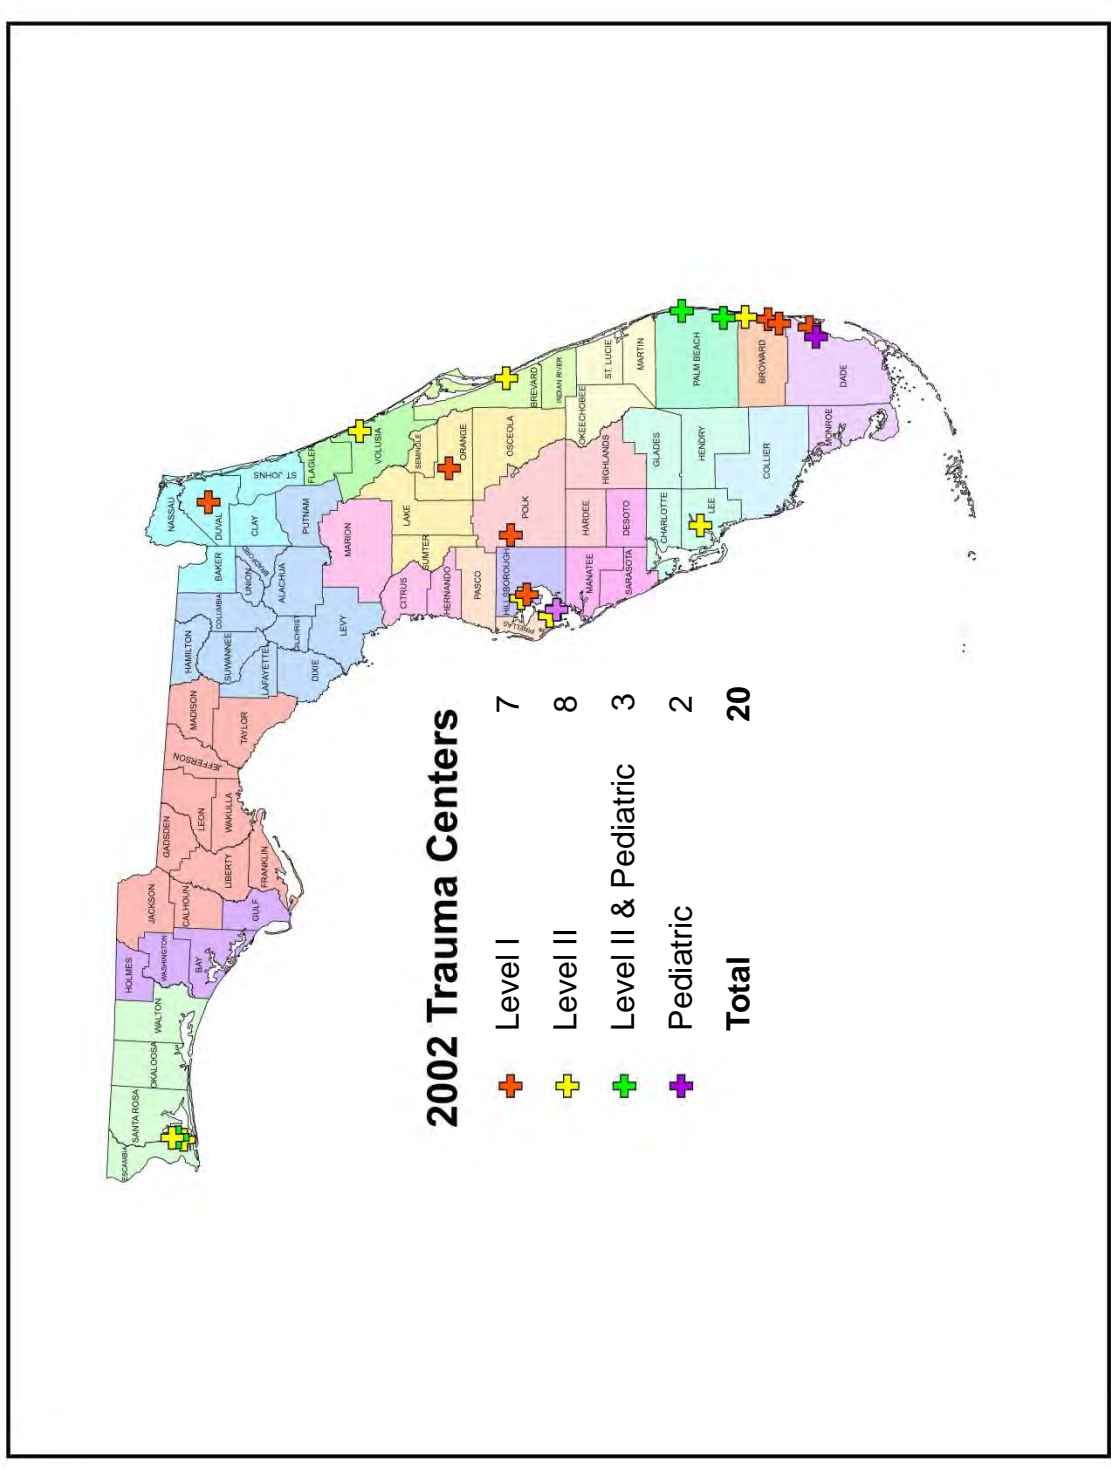 ESCAMBIA
SANTA ROSA
OKALOOSA
WALTON
HOLMES
WASHINGTON
BAY
JACKSON
CALHOUN
GULF
GADSDEN
LIBERTY
FRANKLIN
LEON
WAKULLA
JEFFERSON
MADISON
TAYLOR
HAMILTON
SUWANNEE
LAFAYETTE
DIXIE
COLUMBIA
GILCHRIST
LEVY
BAKER
UNION
BRADFORD
ALACHUA
NASSAU
DUVAL
CLAY
ST. JOHNS
PUTNAM
FLAGLER
MARION
VOLUSIA
CITRUS
SUMTER
LAKE
SEMINOLE
ORANGE
HERNANDO
PASCO
PINELLAS
HILLSBOROUGH
POLK
OSCEOLA
BREVARD
INDIAN RIVER
MANATEE
HARDEE
HIGHLANDS
OKEECHOBEE
ST. LUCIE
SARASOTA
DESOTO
MARTIN
CHARLOTTE
GLADES
PALM BEACH
LEE
HENDRY
COLLIER
BROWARD
MONROE
DADE
2002 Trauma Centers
Level I 7
Level II 8
Level II & Pediatric 3
Pediatric 2
Total 20